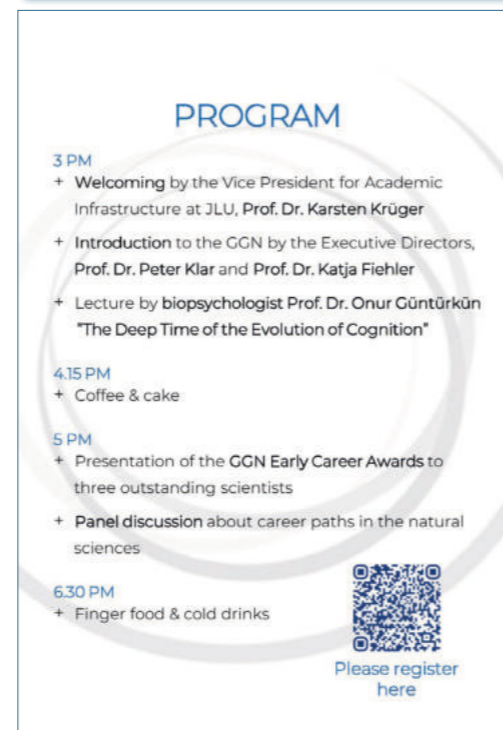 PROGRAM
3 PM
+ Welcoming by the Vice President for Academic
Infrastructure at JLU, Prof. Dr. Karsten Krüger
+ Introduction to the GGN by the Executive Directors,
Prof. Dr. Peter Klar and Prof. Dr. Katja Fiehler
+ Lecture by biopsychologist Prof. Dr. Onur Güntürkün
"The Deep Time of the Evolution of Cognition"
4.15 PM
+ Coffee & cake
5 PM
+ Presentation of the GGN Early Career Awards to
three outstanding scientists
+ Panel discussion about career paths in the natural
sciences
6.30 PM
+ Finger food & cold drinks
Please register
here